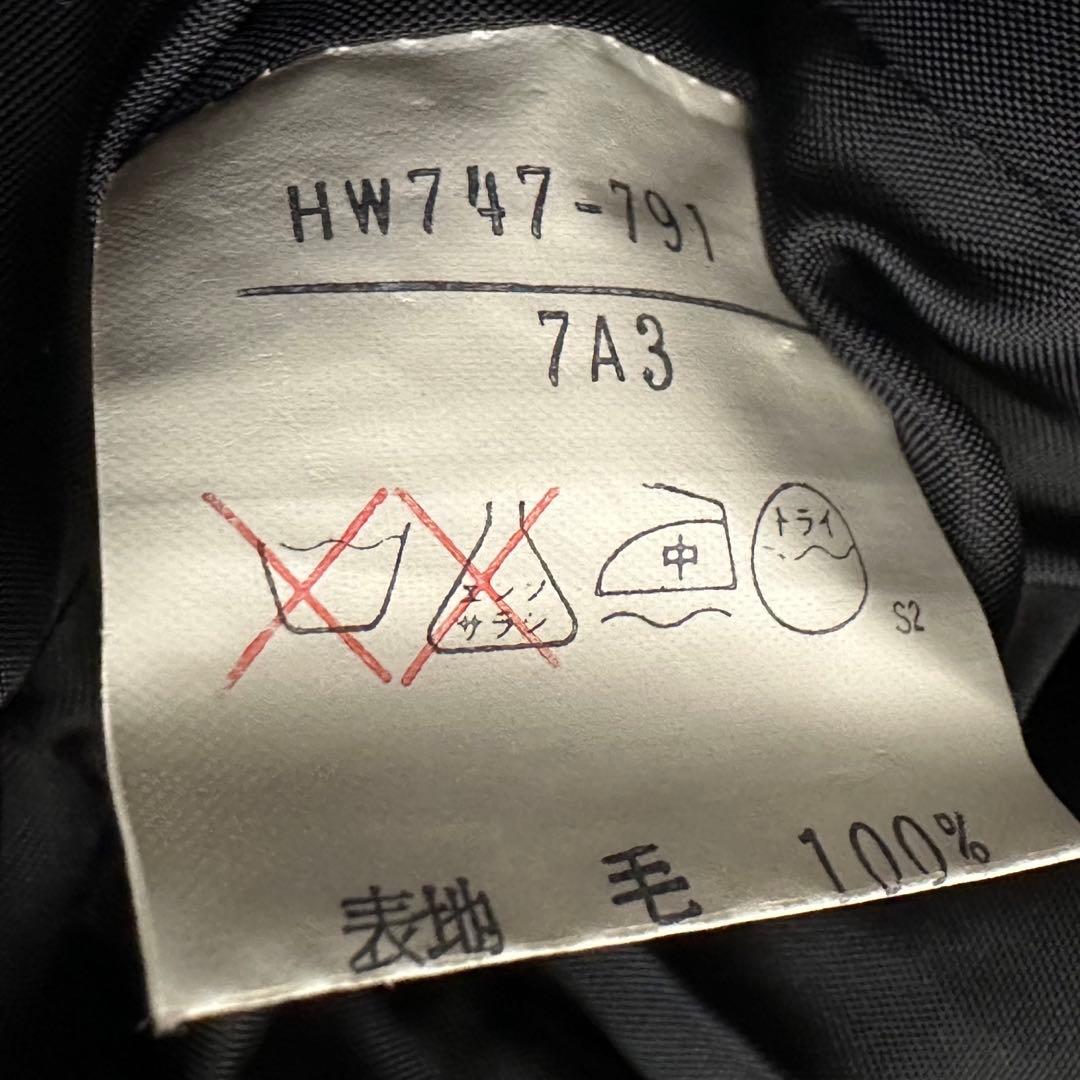 HW747-791
7A3
エンソ
サラシ
中
ドライ
S2
表地 毛 100%